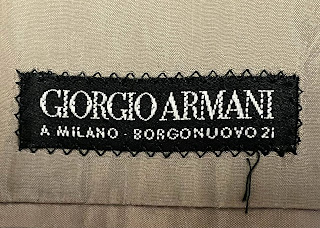 GIORGIO ARMANI
A MILANO - BORGONUOVO 21